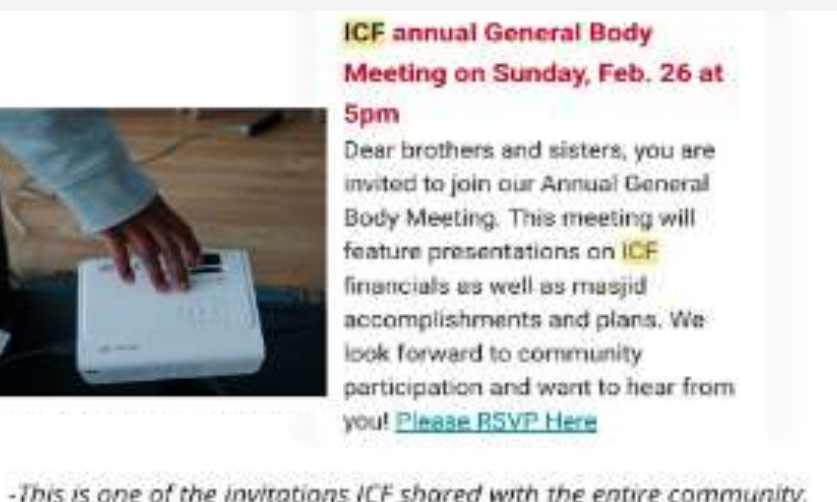 ICF annual General Body
Meeting on Sunday, Feb. 26 at
5pm
Dear brothers and sisters, you are
invited to join our Annual General
Body Meeting. This meeting will
feature presentations on ICF
financials as well as masjid
accomplishments and plans. We
look forward to community
participation and want to hear from
you! Please RSVP Here
-This is one of the invitations ICF shared with the entire community.